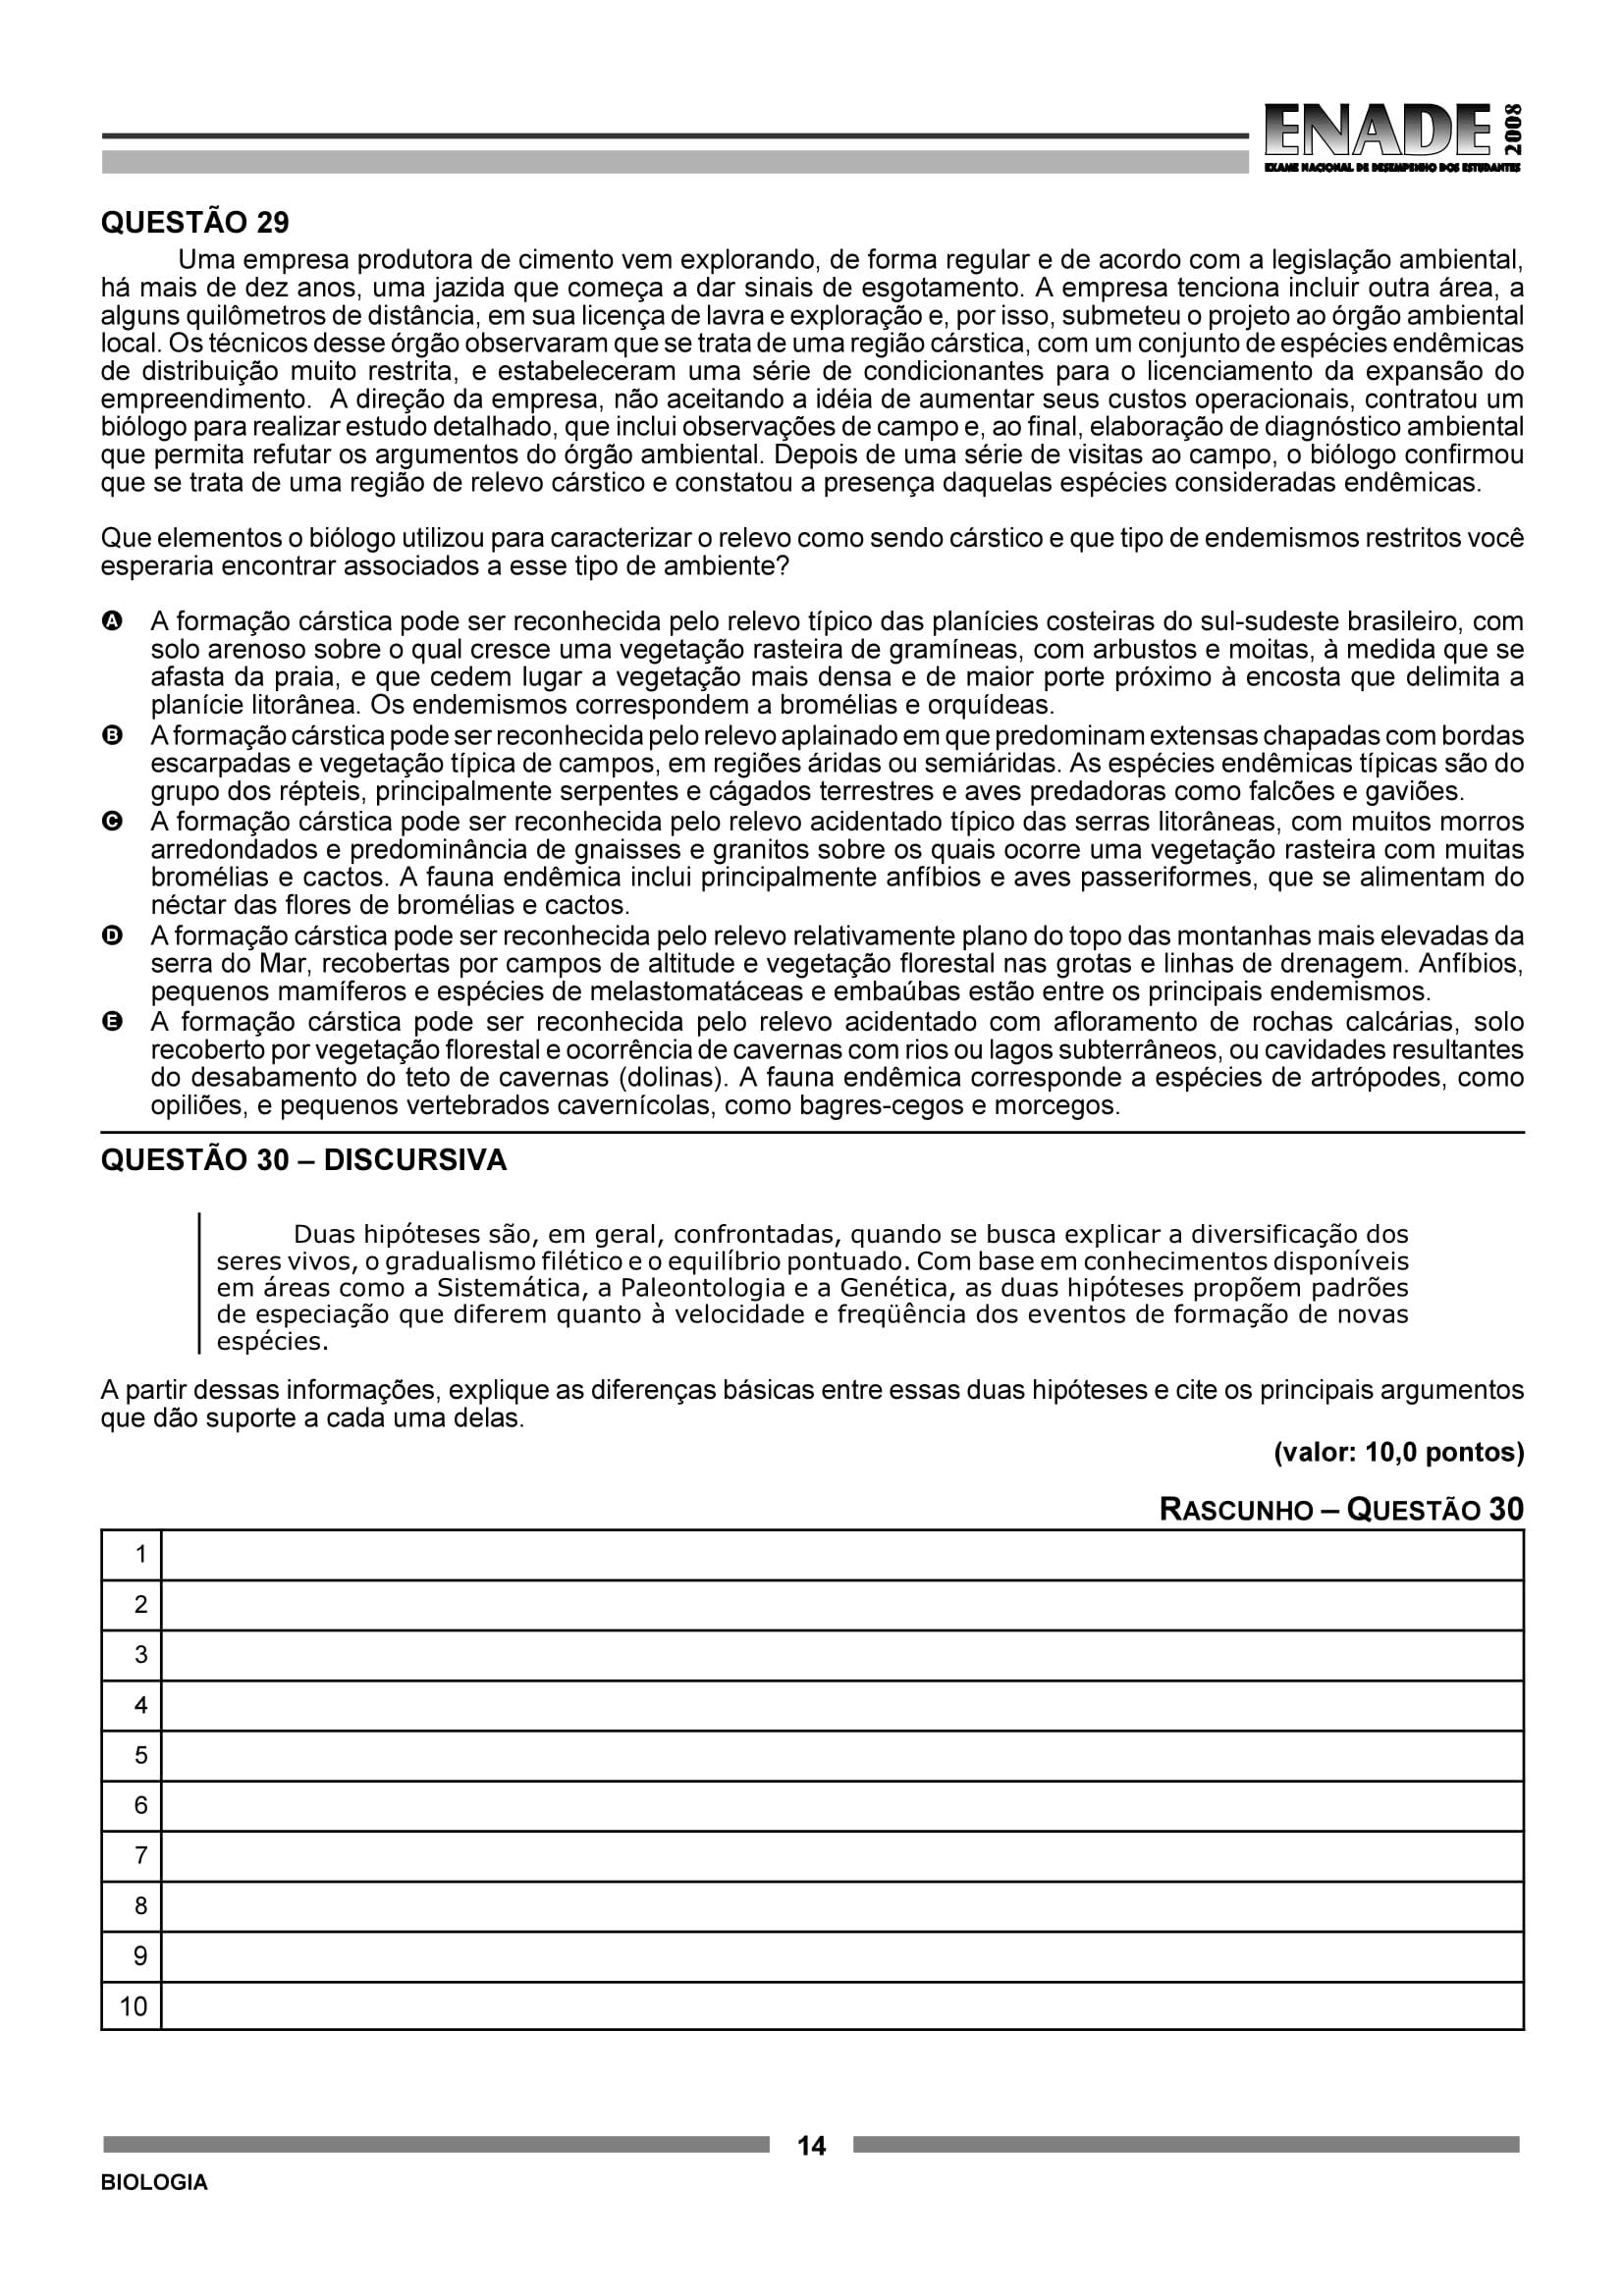 ENADE 2008
EXAME NACIONAL DE DESEMPENHO DOS ESTUDANTES
QUESTÃO 29
Uma empresa produtora de cimento vem explorando, de forma regular e de acordo com a legislação ambiental,
há mais de dez anos, uma jazida que começa a dar sinais de esgotamento. A empresa tenciona incluir outra área, a
alguns quilômetros de distância, em sua licença de lavra e exploração e, por isso, submeteu o projeto ao órgão ambiental
local. Os técnicos desse órgão observaram que se trata de uma região cárstica, com um conjunto de espécies endêmicas
de distribuição muito restrita, e estabeleceram uma série de condicionantes para o licenciamento da expansão do
empreendimento. A direção da empresa, não aceitando a idéia de aumentar seus custos operacionais, contratou um
biólogo para realizar estudo detalhado, que inclui observações de campo e, ao final, elaboração de diagnóstico ambiental
que permita refutar os argumentos do órgão ambiental. Depois de uma série de visitas ao campo, o biólogo confirmou
que se trata de uma região de relevo cárstico e constatou a presença daquelas espécies consideradas endêmicas.
Que elementos o biólogo utilizou para caracterizar o relevo como sendo cárstico e que tipo de endemismos restritos você
esperaria encontrar associados a esse tipo de ambiente?
A A formação cárstica pode ser reconhecida pelo relevo típico das planícies costeiras do sul-sudeste brasileiro, com
solo arenoso sobre o qual cresce uma vegetação rasteira de gramíneas, com arbustos e moitas, à medida que se
afasta da praia, e que cedem lugar a vegetação mais densa e de maior porte próximo à encosta que delimita a
planície litorânea. Os endemismos correspondem a bromélias e orquídeas.
B A formação cárstica pode ser reconhecida pelo relevo aplainado em que predominam extensas chapadas com bordas
escarpadas e vegetação típica de campos, em regiões áridas ou semiáridas. As espécies endêmicas típicas são do
grupo dos répteis, principalmente serpentes e cágados terrestres e aves predadoras como falcões e gaviões.
C A formação cárstica pode ser reconhecida pelo relevo acidentado típico das serras litorâneas, com muitos morros
arredondados e predominância de gnaisses e granitos sobre os quais ocorre uma vegetação rasteira com muitas
bromélias e cactos. A fauna endêmica inclui principalmente anfíbios e aves passeriformes, que se alimentam do
néctar das flores de bromélias e cactos.
D A formação cárstica pode ser reconhecida pelo relevo relativamente plano do topo das montanhas mais elevadas da
serra do Mar, recobertas por campos de altitude e vegetação florestal nas grotas e linhas de drenagem. Anfíbios,
pequenos mamíferos e espécies de melastomatáceas e embaúbas estão entre os principais endemismos.
E A formação cárstica pode ser reconhecida pelo relevo acidentado com afloramento de rochas calcárias, solo
recoberto por vegetação florestal e ocorrência de cavernas com rios ou lagos subterrâneos, ou cavidades resultantes
do desabamento do teto de cavernas (dolinas). A fauna endêmica corresponde a espécies de artrópodes, como
opiliões, e pequenos vertebrados cavernícolas, como bagres-cegos e morcegos.
QUESTÃO 30 – DISCURSIVA
Duas hipóteses são, em geral, confrontadas, quando se busca explicar a diversificação dos
seres vivos, o gradualismo filético e o equilíbrio pontuado. Com base em conhecimentos disponíveis
em áreas como a Sistemática, a Paleontologia e a Genética, as duas hipóteses propõem padrões
de especiação que diferem quanto à velocidade e freqüência dos eventos de formação de novas
espécies.
A partir dessas informações, explique as diferenças básicas entre essas duas hipóteses e cite os principais argumentos
que dão suporte a cada uma delas.
(valor: 10,0 pontos)
RASCUNHO – QUESTÃO 30
1
2
3
4
5
6
7
8
9
10
14
BIOLOGIA